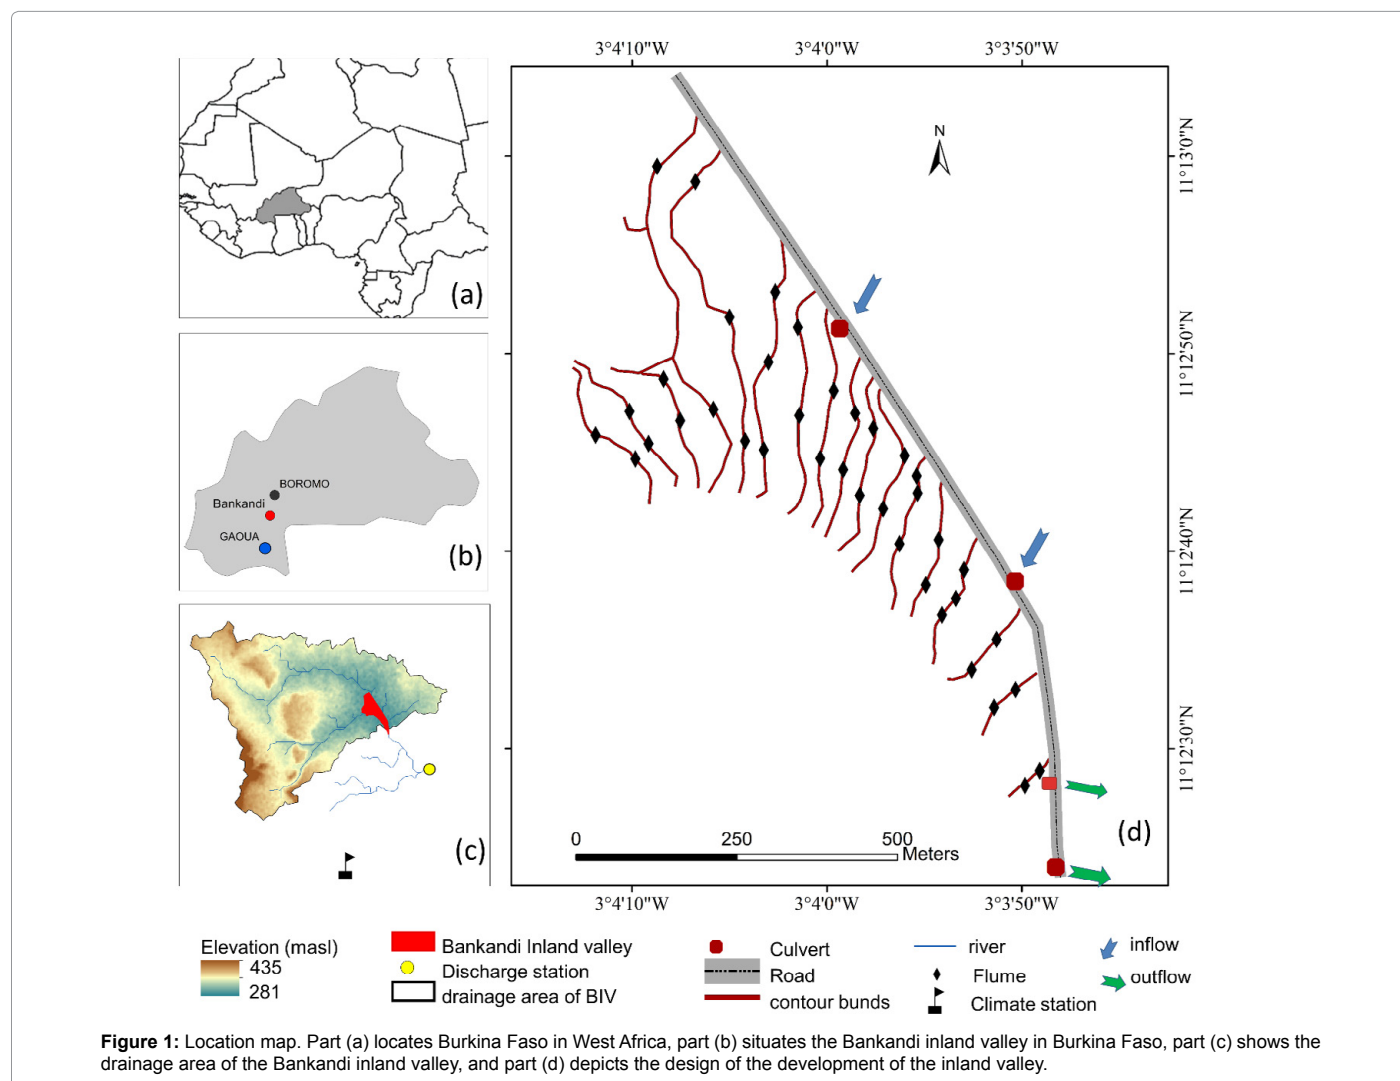 (a)
BOROMO
Bankandi
GAOUA
(b)
(c)
3°4'10"W 3°4'0"W 3°3'50"W
N
11°13'0"N
11°12'50"N
11°12'40"N
11°12'30"N
0 250 500
Meters
(d)
3°4'10"W 3°4'0"W 3°3'50"W
Elevation (masl)
435
281
Bankandi Inland valley
Discharge station
drainage area of BIV
Culvert
Road
contour bunds
river
Flume
Climate station
inflow
outflow
Figure 1: Location map. Part (a) locates Burkina Faso in West Africa, part (b) situates the Bankandi inland valley in Burkina Faso, part (c) shows the
drainage area of the Bankandi inland valley, and part (d) depicts the design of the development of the inland valley.